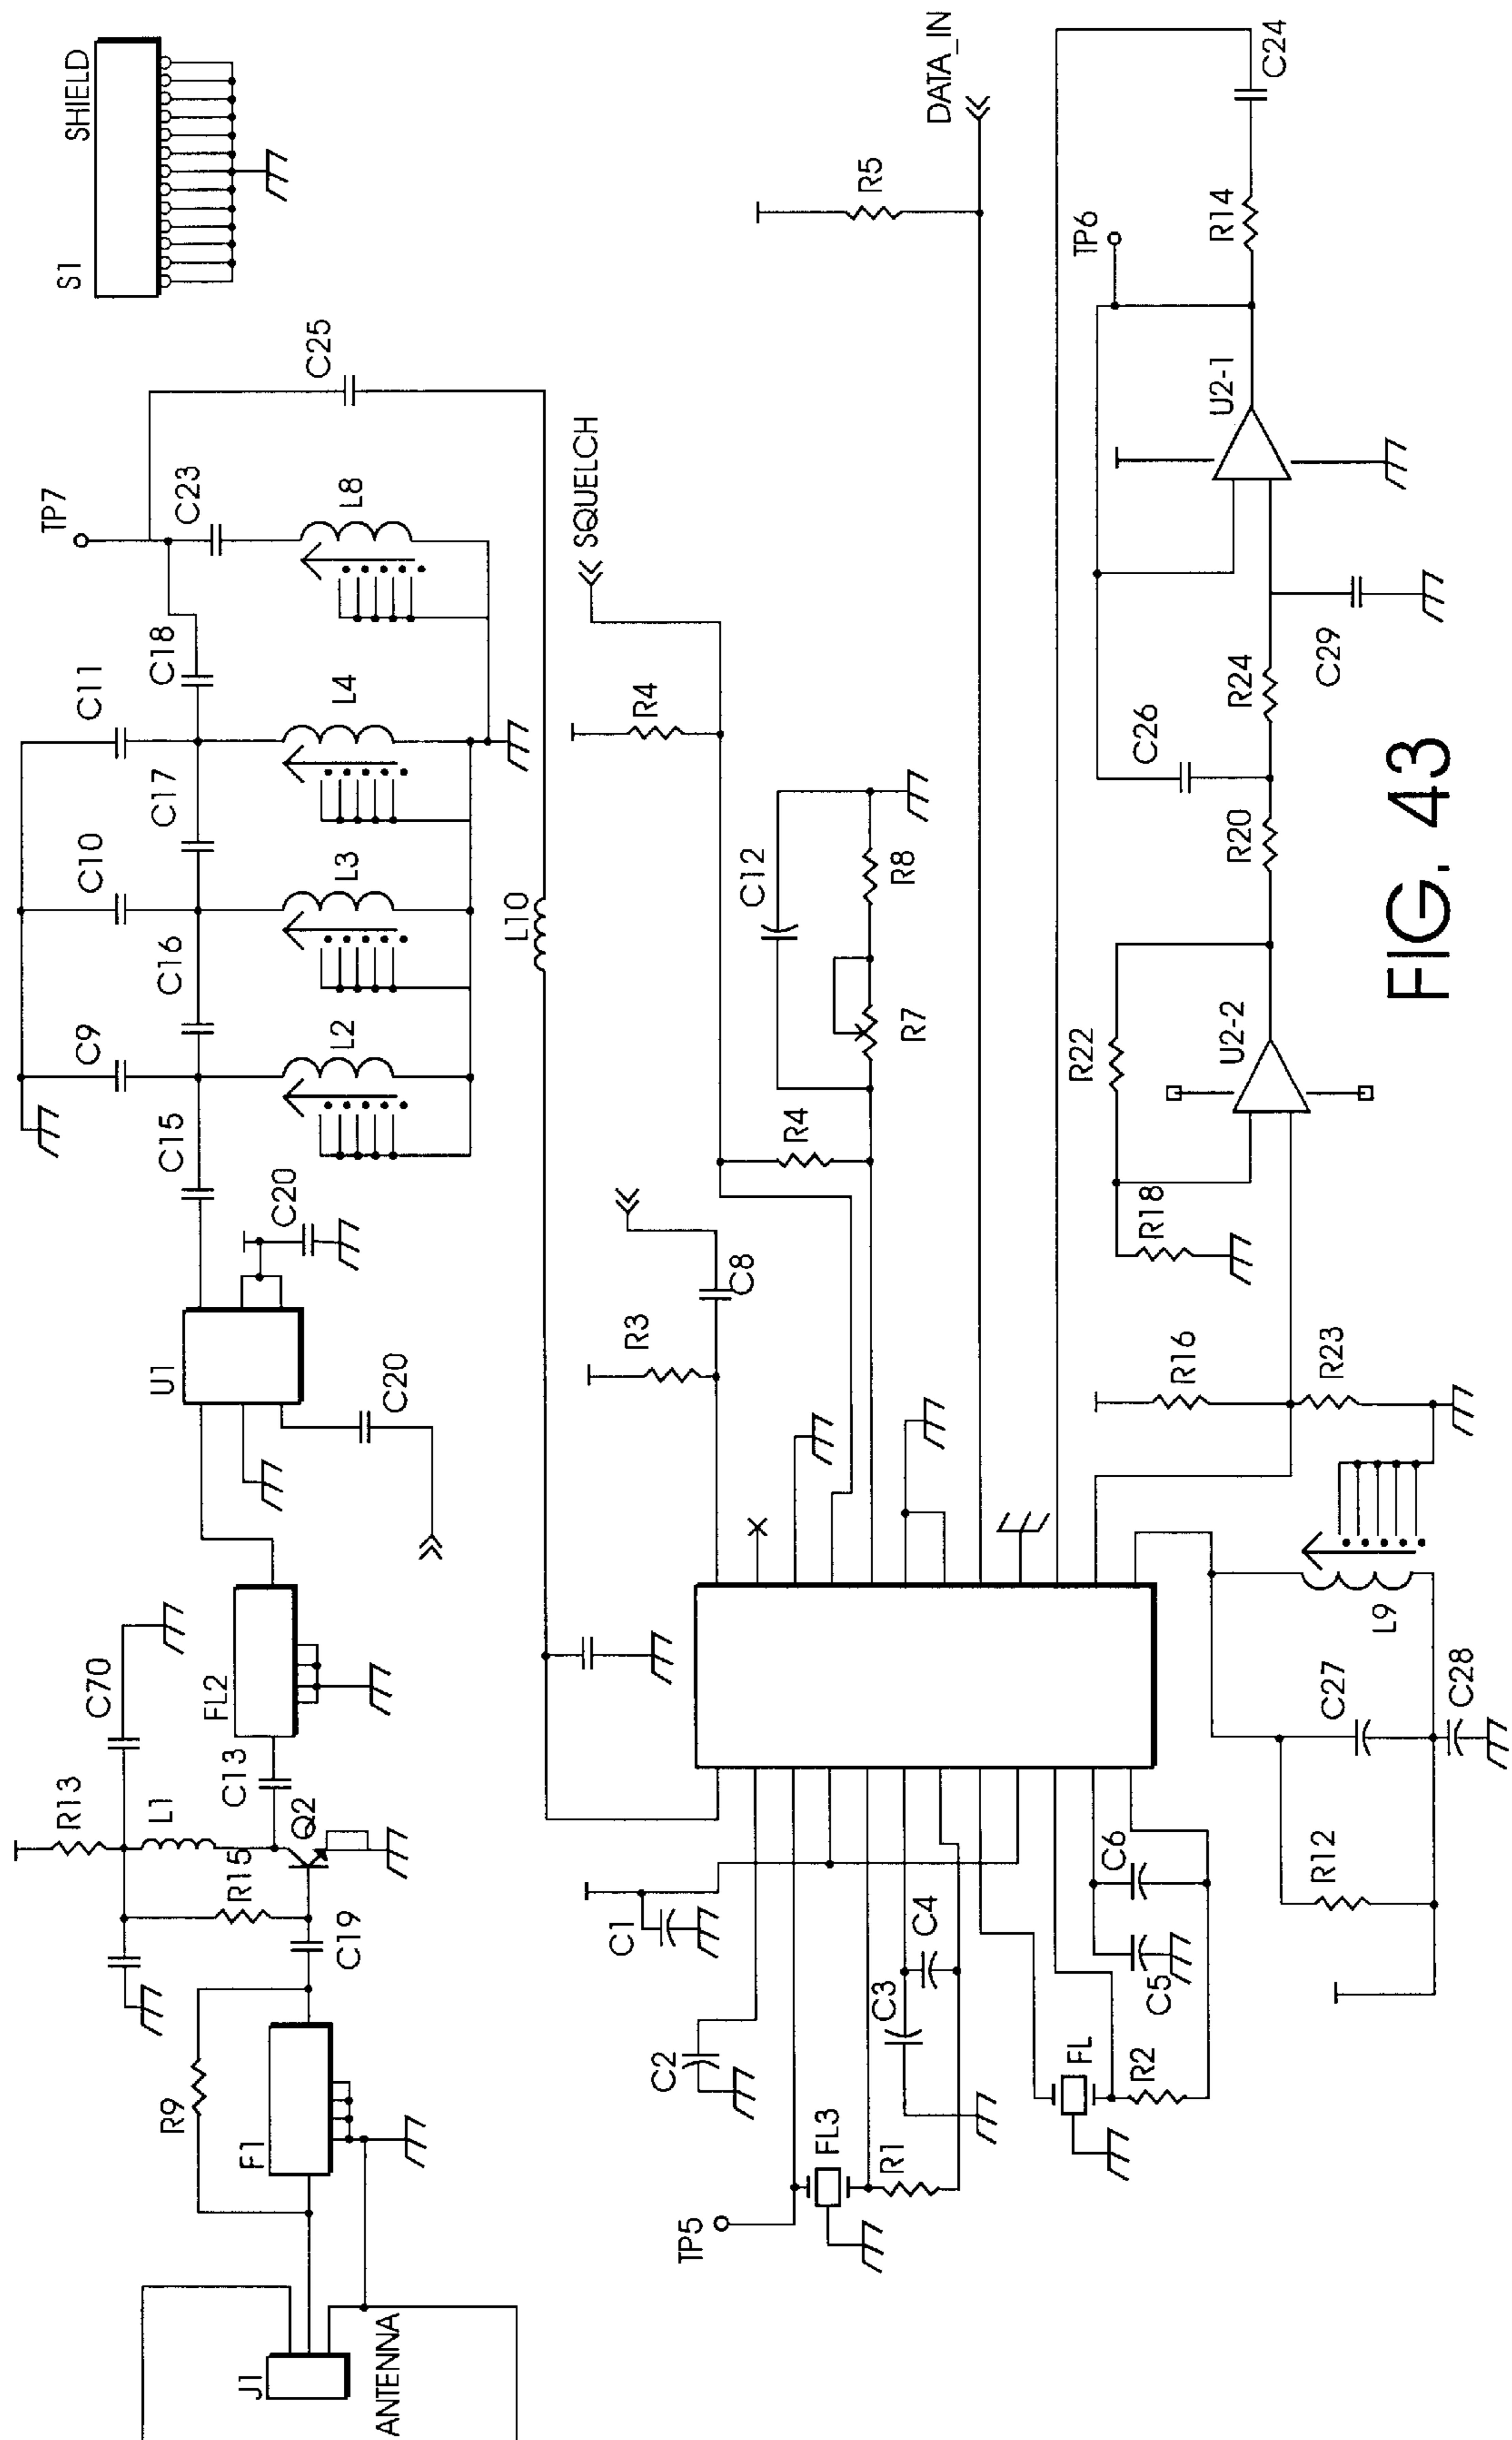 S1
SHIELD
TP7
C25
C23
L8
C18
C11
L4
C17
C10
L3
C16
C9
L2
C15
C20
U1
C20
L10
C70
FL2
C13
R13
L1
Q2
R15
C19
R9
F1
J1
ANTENNA
SQUELCH
DATA_IN
R5
R4
C12
R8
R7
R4
C8
R3
C1
C2
C3
C4
TP5
FL3
R1
C6
C5
FL
R2
C24
R14
TP6
U2-1
R24
C29
C26
R20
R22
U2-2
R18
R16
R23
L9
C27
C28
R12
FIG. 43